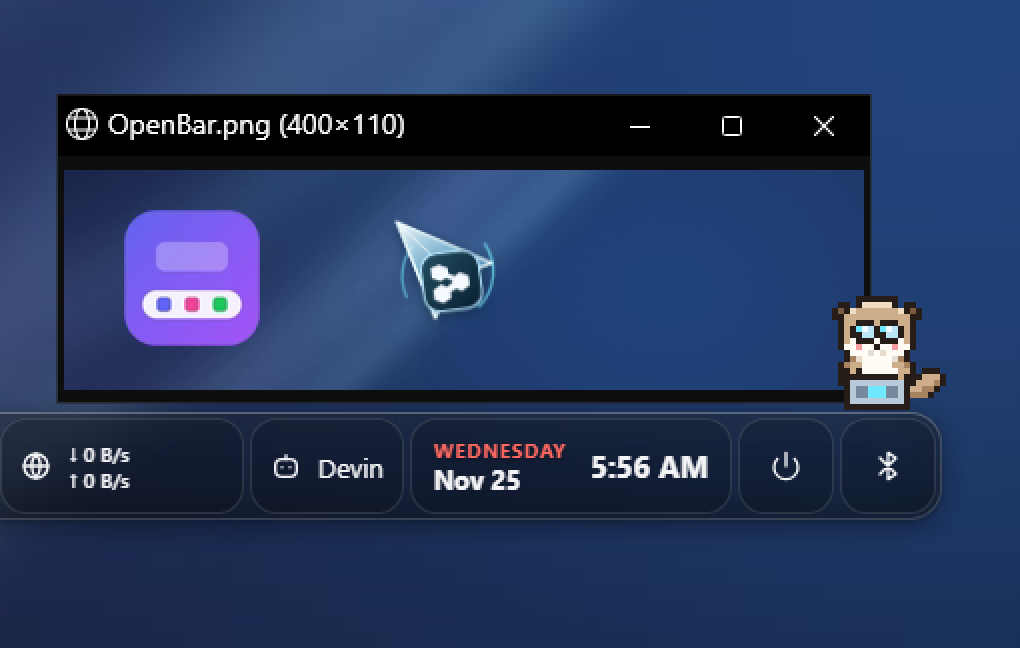 OpenBar.png (400×110)
↓ 0 B/s
↑ 0 B/s
Devin
WEDNESDAY
Nov 25
5:56 AM